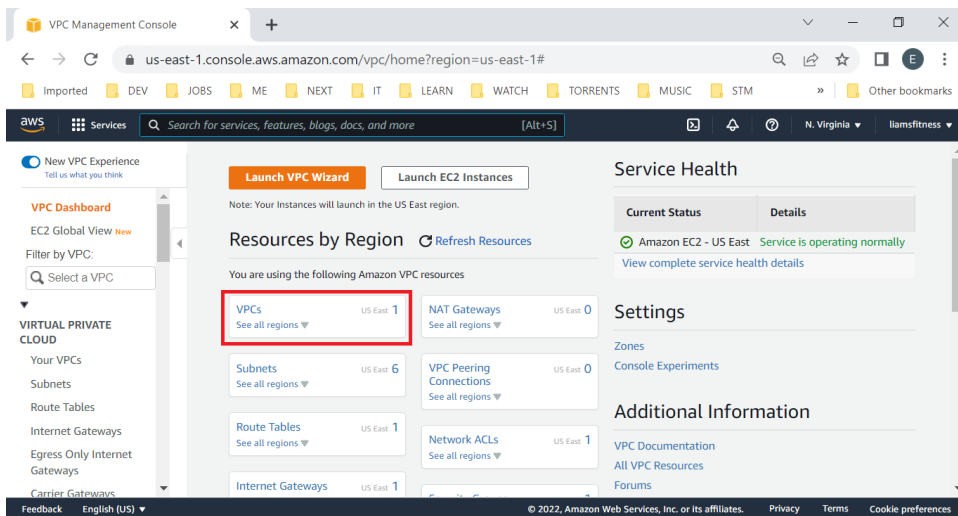 VPC Management Console
us-east-1.console.aws.amazon.com/vpc/home?region=us-east-1#
E
Imported DEV JOBS ME NEXT IT LEARN WATCH TORRENTS MUSIC STM » Other bookmarks
aws Services Search for services, features, blogs, docs, and more [Alt+S] N. Virginia liamsfitness
New VPC Experience
Tell us what you think
VPC Dashboard
EC2 Global View New
Filter by VPC:
Select a VPC
VIRTUAL PRIVATE
CLOUD
Your VPCs
Subnets
Route Tables
Internet Gateways
Egress Only Internet
Gateways
Carrier Gateways
Launch VPC Wizard
Launch EC2 Instances
Note: Your Instances will launch in the US East region.
Resources by Region Refresh Resources
You are using the following Amazon VPC resources
VPCs US East 1
See all regions
NAT Gateways US East 0
See all regions
Subnets US East 6
See all regions
VPC Peering US East 0
Connections
See all regions
Route Tables US East 1
See all regions
Network ACLs US East 1
See all regions
Internet Gateways US East 1
Service Health
Current Status Details
Amazon EC2 - US East Service is operating normally
View complete service health details
Settings
Zones
Console Experiments
Additional Information
VPC Documentation
All VPC Resources
Forums
Feedback English (US) © 2022, Amazon Web Services, Inc. or its affiliates. Privacy Terms Cookie preferences